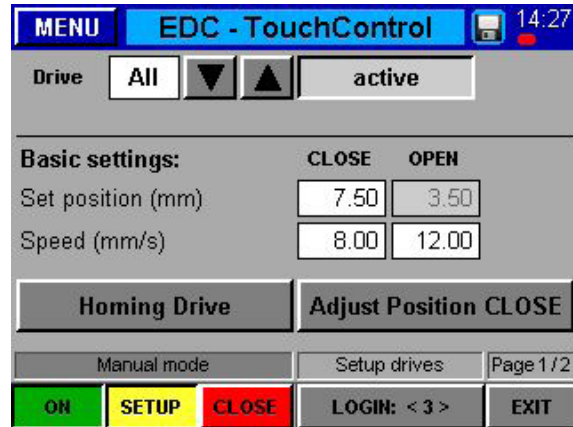 MENU EDC - TouchControl 14:27
Drive All active
Basic settings: CLOSE OPEN
Set position (mm) 7.50 3.50
Speed (mm/s) 8.00 12.00
Homing Drive Adjust Position CLOSE
Manual mode Setup drives Page 1/2
ON SETUP CLOSE LOGIN: < 3 > EXIT